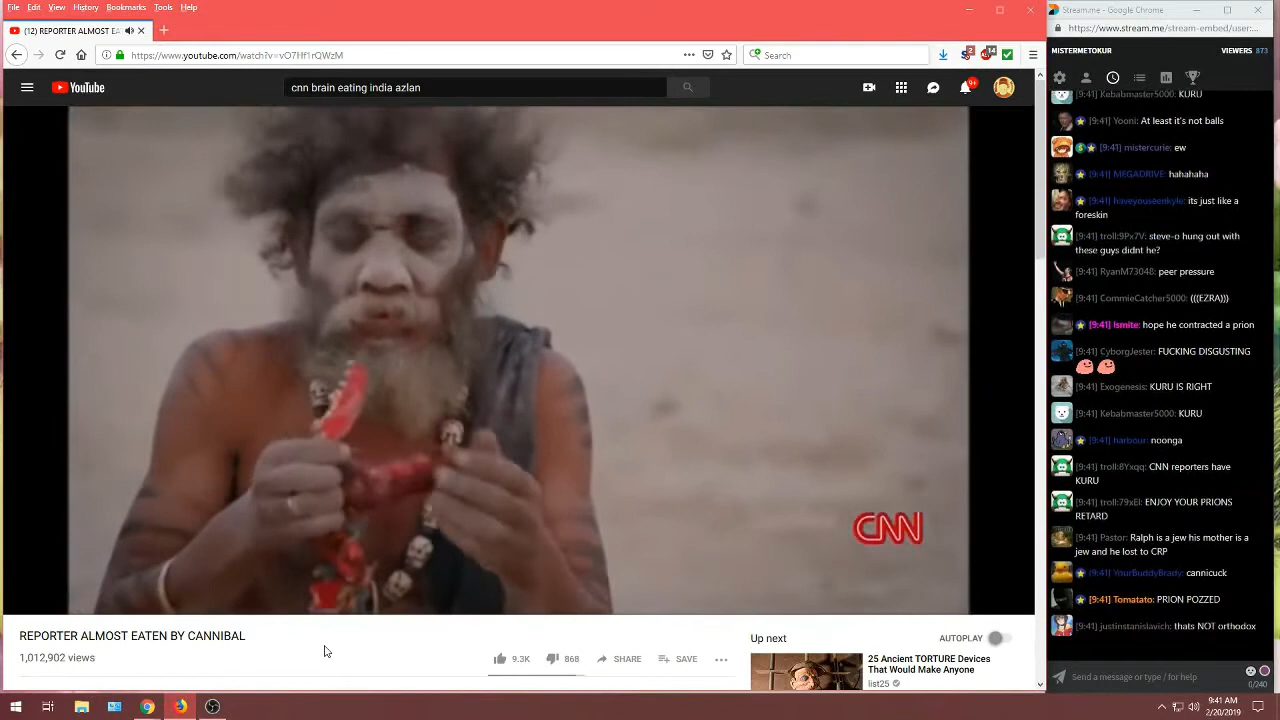 File Edit View History Bookmarks Tools Help
(12) REPORTER ALMOST EA
https://www.youtube.com/watch?v=vO7Hf1rQWzM
Search
2
14
YouTube
cnn brain eating india azlan
9+
CNN
REPORTER ALMOST EATEN BY CANNIBAL
1,012,902 views
9.3K
868
SHARE
SAVE
Up next
AUTOPLAY
25 Ancient TORTURE Devices
That Would Make Anyone
list25
Stream.me - Google Chrome
https://www.stream.me/stream-embed/user:...
MISTERMETOKUR
VIEWERS 873
[9:41] Kebabmaster5000: KURU
[9:41] Yooni: At least it's not balls
[9:41] mistercurie: ew
[9:41] MEGADRIVE: hahahaha
[9:41] haveyouseenkyle: its just like a
foreskin
[9:41] troll:9Px7V: steve-o hung out with
these guys didnt he?
[9:41] RyanM73048: peer pressure
[9:41] CommieCatcher5000: (((EZRA)))
[9:41] Ismite: hope he contracted a prion
[9:41] CyborgJester: FUCKING DISGUSTING
[9:41] Exogenesis: KURU IS RIGHT
[9:41] Kebabmaster5000: KURU
[9:41] harbour: noonga
[9:41] troll:8Yxqq: CNN reporters have
KURU
[9:41] troll:79xEl: ENJOY YOUR PRIONS
RETARD
[9:41] Pastor: Ralph is a jew his mother is a
jew and he lost to CRP
[9:41] YourBuddyBrady: cannicuck
[9:41] Tomatato: PRION POZZED
[9:41] justinstanislavich: thats NOT orthodox
Send a message or type / for help
0/240
9:41 AM
2/20/2019